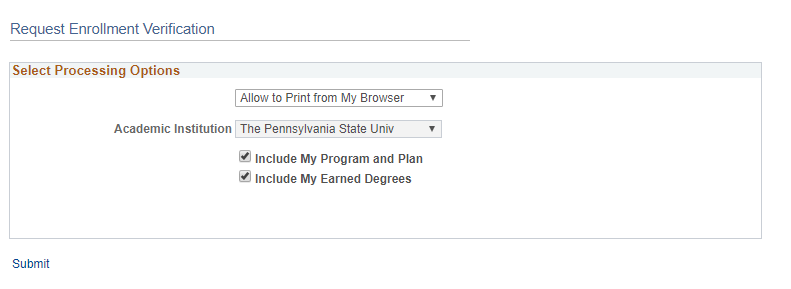 Request Enrollment Verification
Select Processing Options
Allow to Print from My Browser
Academic Institution The Pennsylvania State Univ
Include My Program and Plan
Include My Earned Degrees
Submit